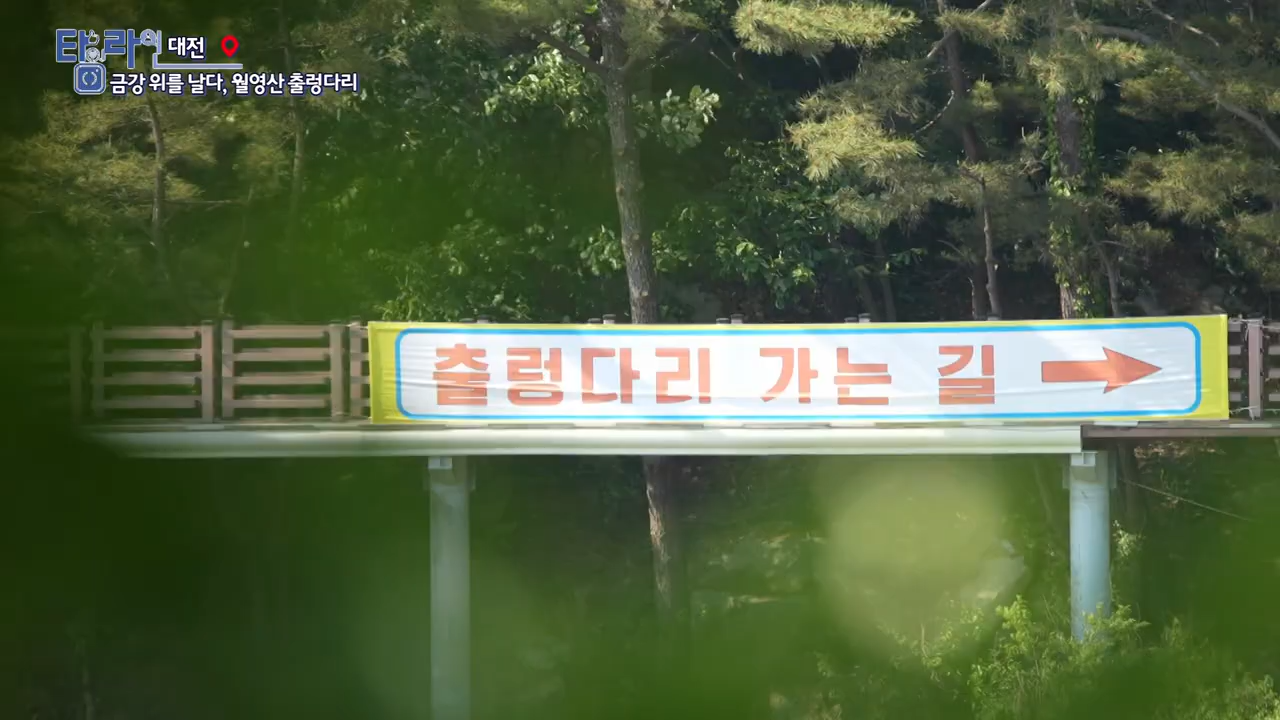 탐라인 대전
금강 위를 날다, 월영산 출렁다리
출렁다리 가는 길